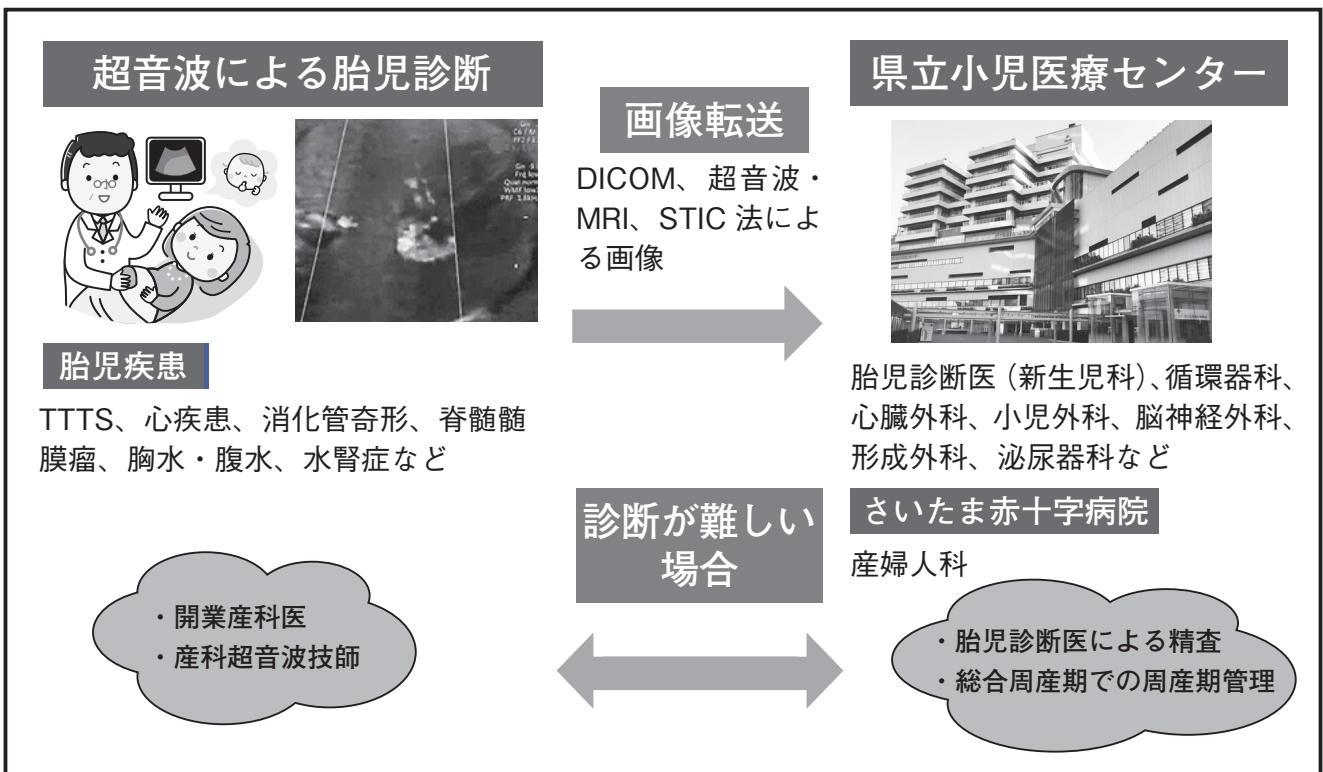 超音波による胎児診断
胎児疾患
TTTS、心疾患、消化管奇形、脊髄髄
膜瘤、胸水・腹水、水腎症など
・開業産科医
・産科超音波技師
画像転送
DICOM、超音波・
MRI、STIC 法によ
る画像
診断が難しい
場合
県立小児医療センター
胎児診断医（新生児科）、循環器科、
心臓外科、小児外科、脳神経外科、
形成外科、泌尿器科など
さいたま赤十字病院
産婦人科
・胎児診断医による精査
・総合周産期での周産期管理